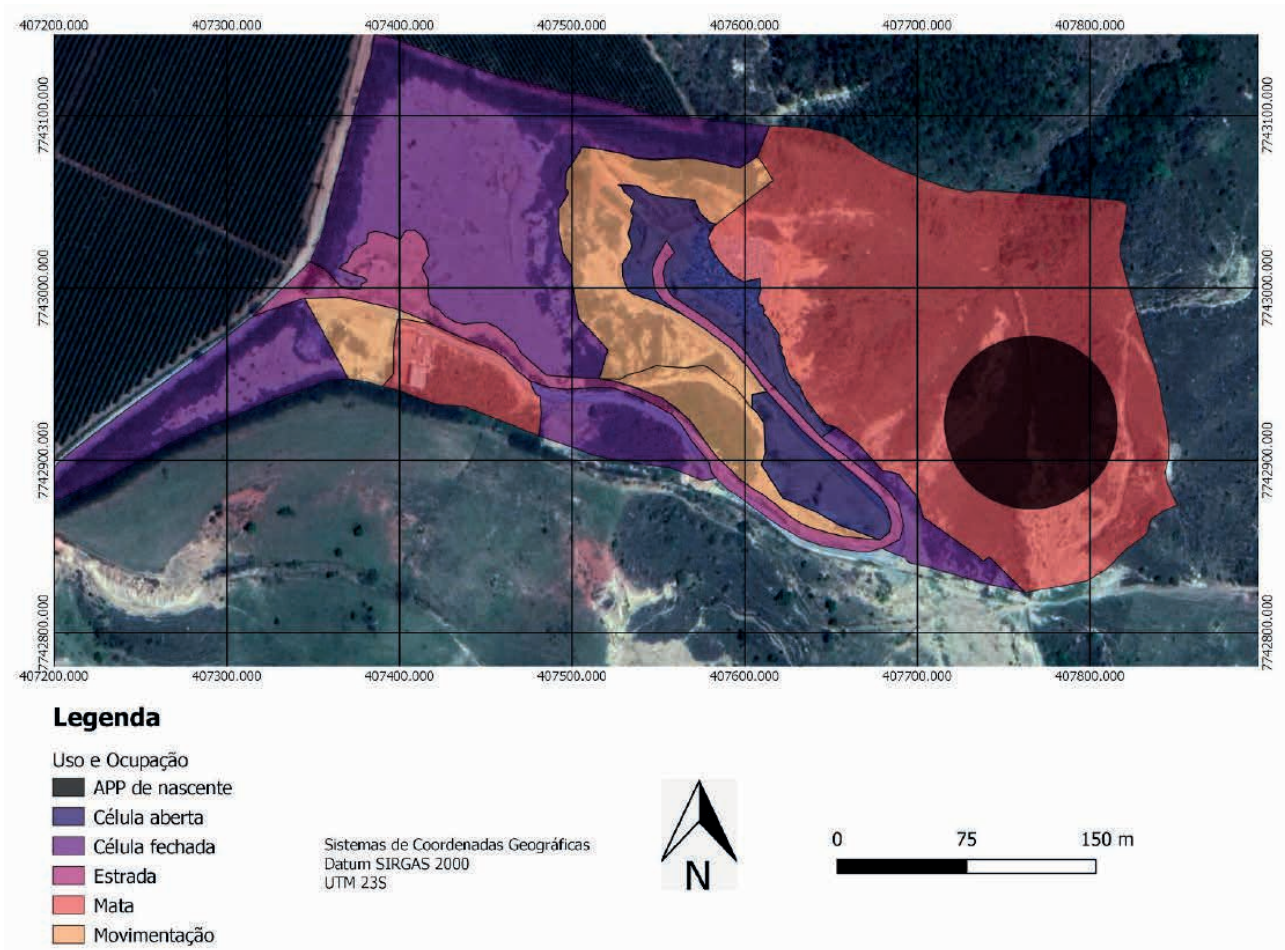 407200.000 407300.000 407400.000 407500.000 407600.000 407700.000 407800.000
7743100.000 7743100.000
7743000.000 7743000.000
7742900.000 7742900.000
7742800.000 7742800.000
407200.000 407300.000 407400.000 407500.000 407600.000 407700.000 407800.000
Legenda
Uso e Ocupação
APP de nascente
Célula aberta
Célula fechada
Estrada
Mata
Movimentação
Sistemas de Coordenadas Geográficas
Datum SIRGAS 2000
UTM 23S
N
0 75 150 m